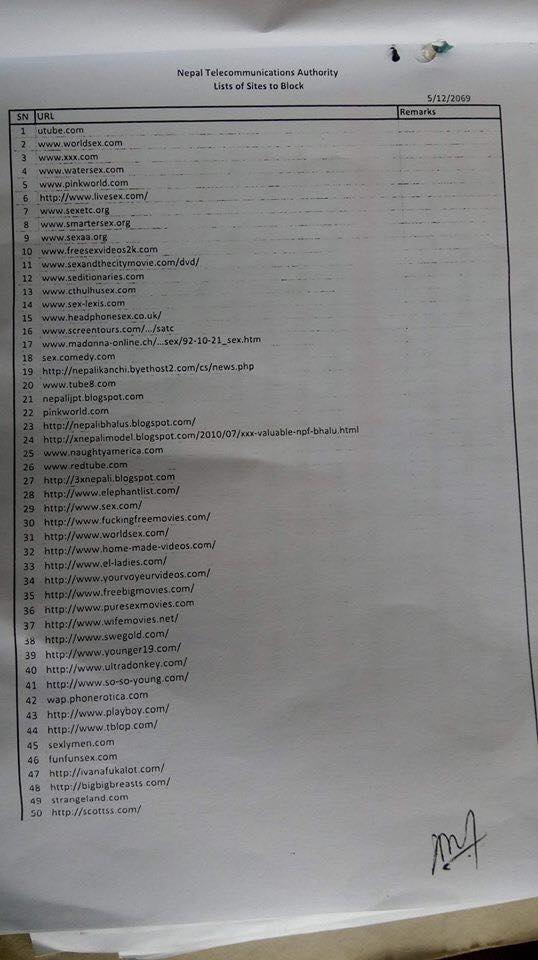 Nepal Telecommunications Authority
Lists of Sites to Block
5/12/2069
SN URL Remarks
1 utube.com
2 www.worldsex.com
3 www.xxx.com
4 www.watersex.com
5 www.pinkworld.com
6 http://www.livesex.com/
7 www.sexetc.org
8 www.smartersex.org
9 www.sexaa.org
10 www.freesexvideos2k.com
11 www.sexandthecitymovie.com/dvd/
12 www.seditionaries.com
13 www.cthulhusex.com
14 www.sex-lexis.com
15 www.headphonesex.co.uk/
16 www.screentours.com/.../satc
17 www.madonna-online.ch/...sex/92-10-21_sex.htm
18 sex.comedy.com
19 http://nepalikanchi.byethost2.com/cs/news.php
20 www.tube8.com
21 nepalijpt.blogspot.com
22 pinkworld.com
23 http://nepalibhalus.blogspot.com/
24 http://xnepalimodel.blogspot.com/2010/07/xxx-valuable-npf-bhalu.html
25 www.naughtyamerica.com
26 www.redtube.com
27 http://3xnepali.blogspot.com
28 http://www.elephantlist.com/
29 http://www.sex.com/
30 http://www.fuckingfreemovies.com/
31 http://www.worldsex.com/
32 http://www.home-made-videos.com/
33 http://www.el-ladies.com/
34 http://www.yourvoyeurvideos.com/
35 http://www.freebigmovies.com/
36 http://www.puresexmovies.com
37 http://www.wifemovies.net/
38 http://www.swegold.com/
39 http://www.younger19.com/
40 http://www.ultradonkey.com/
41 http://www.so-so-young.com/
42 wap.phonerotica.com
43 http://www.playboy.com/
44 http://www.tblop.com/
45 sexlymen.com
46 funfunsex.com
47 http://ivanafukalot.com/
48 http://bigbigbreasts.com/
49 strangeland.com
50 http://scottss.com/